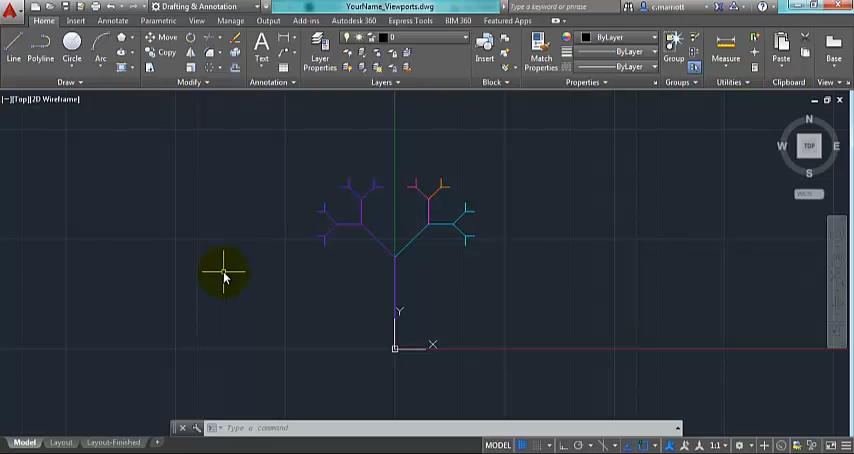 Drafting & Annotation
YourName_Viewports.dwg
Type a keyword or phrase
c.marriott
Home Insert Annotate Parametric View Manage Output Add-ins Autodesk 360 Express Tools BIM 360 Featured Apps
Line Polyline Circle Arc
Move
Copy
Text
Layer
Properties
0
Insert
Match
Properties
ByLayer
ByLayer
ByLayer
Group
Measure
Paste
Base
Draw Modify Annotation Layers Block Properties Groups Utilities Clipboard View
[−][Top][2D Wireframe]
N
W TOP E
S
WCS
Y
X
Type a command
Model Layout Layout-Finished +
MODEL 1:1